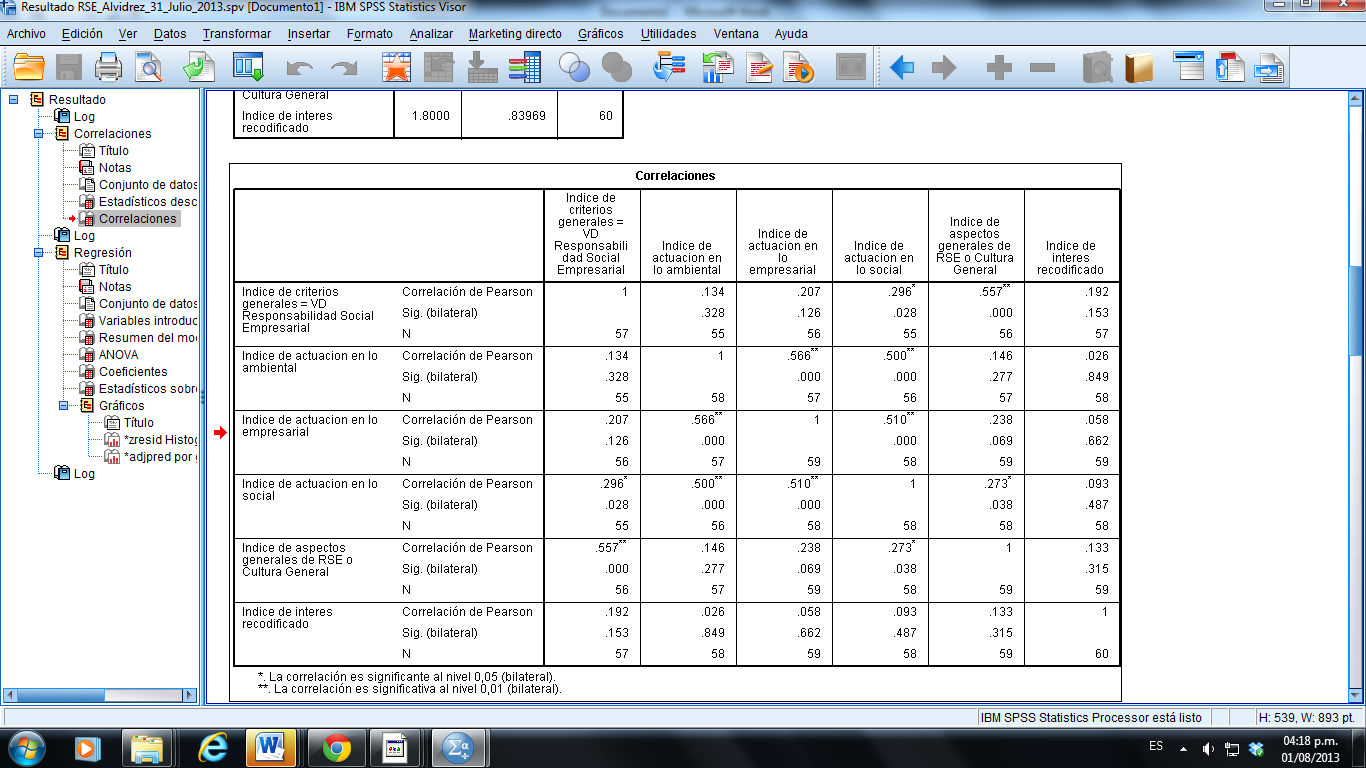 Resultado RSE_Alvidrez_31_Julio_2013.spv [Documento1] - IBM SPSS Statistics Visor
Archivo Edición Ver Datos Transformar Insertar Formato Analizar Marketing directo Gráficos Utilidades Ventana Ayuda
Resultado
Log
Correlaciones
Título
Notas
Conjunto de datos
Estadísticos desc
Correlaciones
Log
Regresión
Título
Notas
Conjunto de datos
Variables introduc
Resumen del mo
ANOVA
Coeficientes
Estadísticos sobr
Gráficos
Título
*zresid Histog
*adjpred por
Log
Cultura General
Indice de interes
recodificado
1.8000 .83969 60
Correlaciones
Indice de
criterios
generales =
VD
Responsabili
dad Social
Empresarial
Indice de
actuacion en
lo ambiental
Indice de
actuacion en
lo
empresarial
Indice de
actuacion en
lo social
Indice de
aspectos
generales de
RSE o Cultura
General
Indice de
interes
recodificado
Indice de criterios
generales = VD
Responsabilidad Social
Empresarial
Correlación de Pearson 1 .134 .207 .296* .557** .192
Sig. (bilateral) .328 .126 .028 .000 .153
N 57 55 56 55 56 57
Indice de actuacion en lo
ambiental
Correlación de Pearson .134 1 .566** .500** .146 .026
Sig. (bilateral) .328 .000 .000 .277 .849
N 55 58 57 56 57 58
Indice de actuacion en lo
empresarial
Correlación de Pearson .207 .566** 1 .510** .238 .058
Sig. (bilateral) .126 .000 .000 .069 .662
N 56 57 59 58 59 59
Indice de actuacion en lo
social
Correlación de Pearson .296* .500** .510** 1 .273* .093
Sig. (bilateral) .028 .000 .000 .038 .487
N 55 56 58 58 58 58
Indice de aspectos
generales de RSE o
Cultura General
Correlación de Pearson .557** .146 .238 .273* 1 .133
Sig. (bilateral) .000 .277 .069 .038 .315
N 56 57 59 58 59 59
Indice de interes
recodificado
Correlación de Pearson .192 .026 .058 .093 .133 1
Sig. (bilateral) .153 .849 .662 .487 .315
N 57 58 59 58 59 60
*. La correlación es significante al nivel 0,05 (bilateral).
**. La correlación es significativa al nivel 0,01 (bilateral).
IBM SPSS Statistics Processor está listo
H: 539, W: 893 pt.
ES
04:18 p.m.
01/08/2013